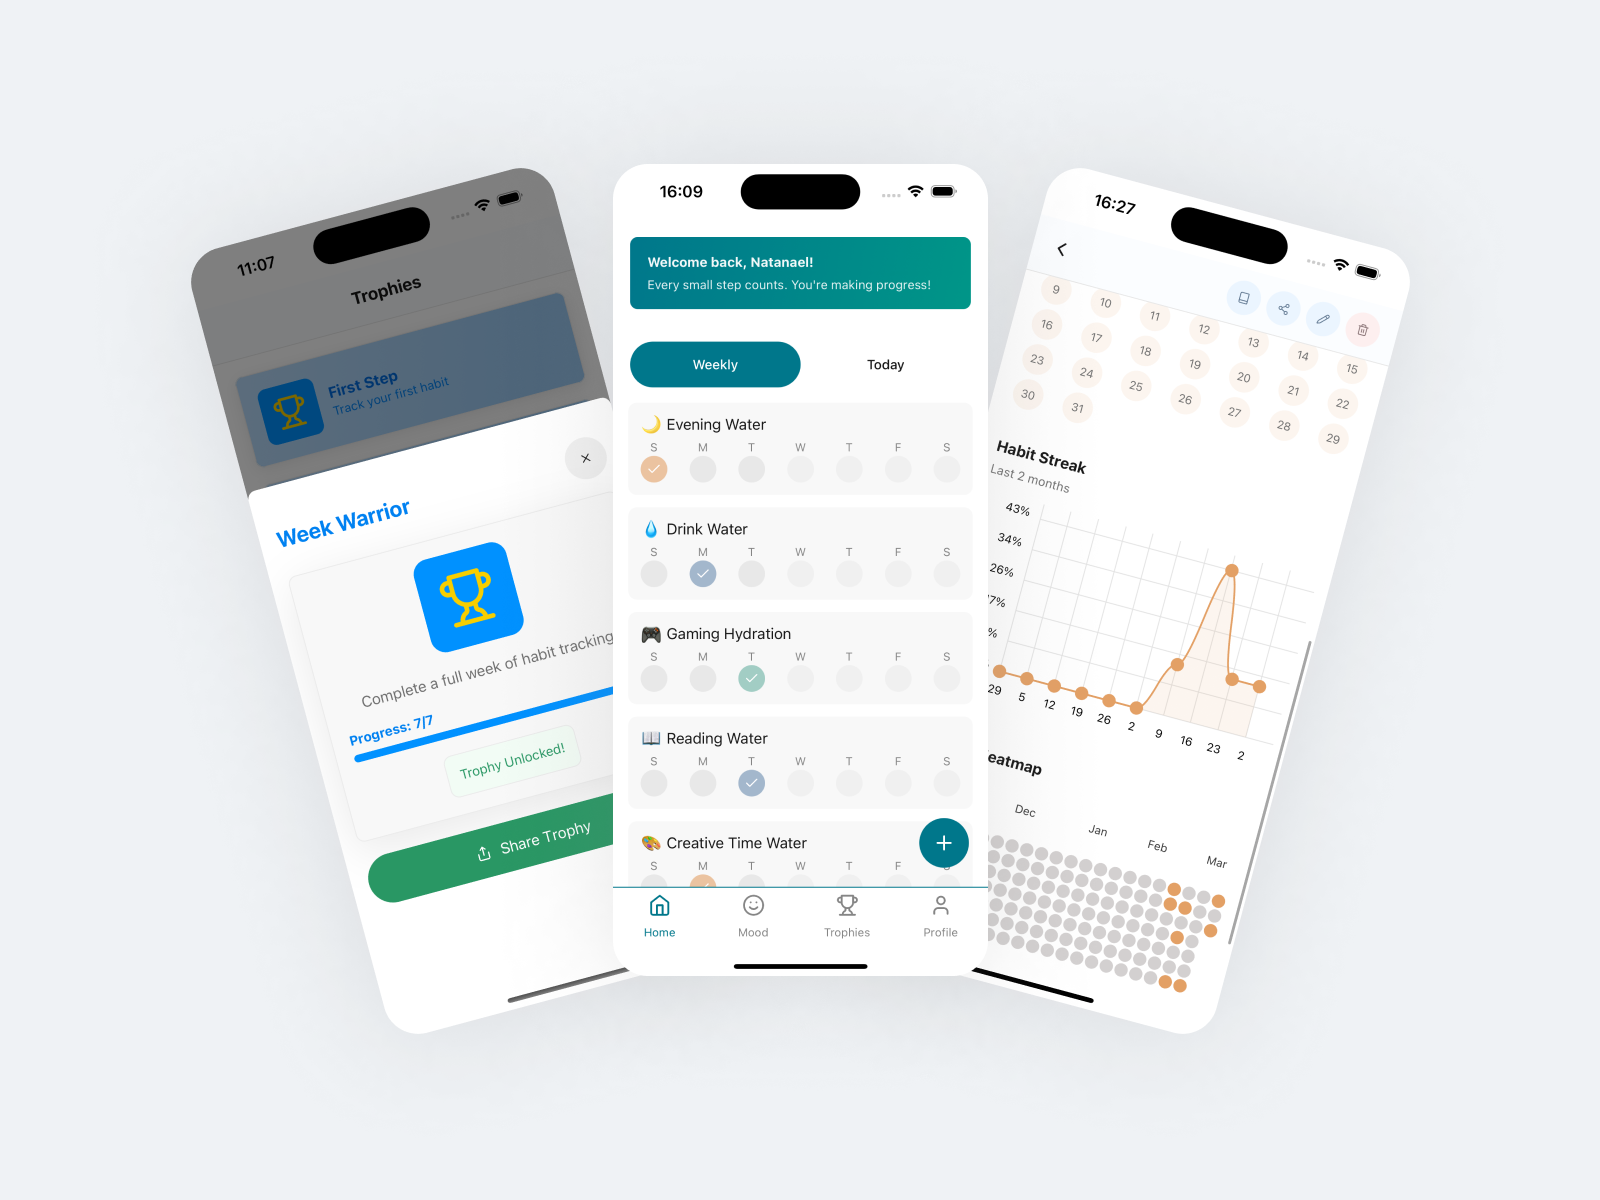 11:07
Trophies
First Step
Track your first habit
Week Warrior
Complete a full week of habit tracking
Progress: 7/7
Trophy Unlocked!
Share Trophy
16:09
Welcome back, Natanael!
Every small step counts. You're making progress!
Weekly
Today
Evening Water
S M T W T F S
Drink Water
S M T W T F S
Gaming Hydration
S M T W T F S
Reading Water
S M T W T F S
Creative Time Water
S M T W T F S
Home
Mood
Trophies
Profile
16:27
9 10 11 12 13 14 15
16 17 18 19 20 21 22
23 24 25 26 27 28 29
30 31
Habit Streak
Last 2 months
43%
34%
26%
7%
%
29 5 12 19 26 2 9 16 23 2
eatmap
Dec Jan Feb Mar